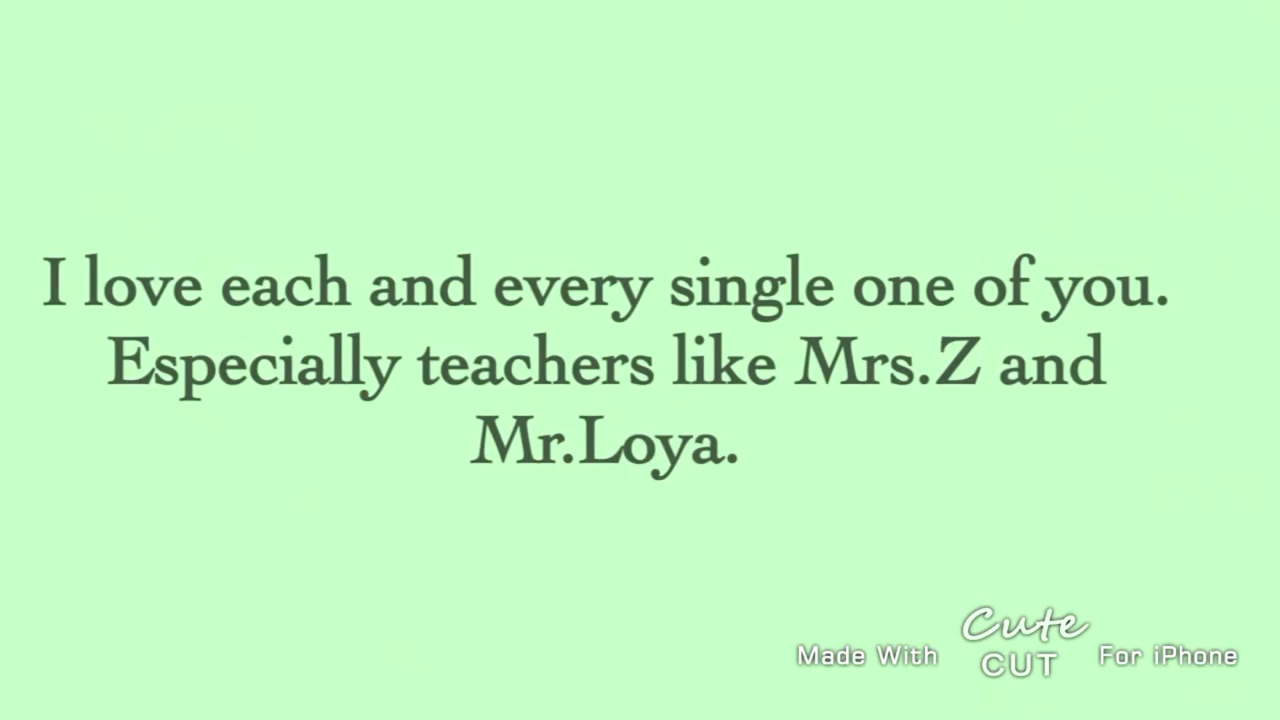 I love each and every single one of you.
Especially teachers like Mrs.Z and
Mr.Loya.
Made With Cute CUT For iPhone